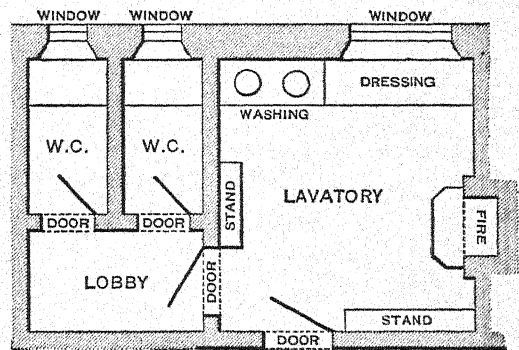 WINDOW WINDOW WINDOW
DRESSING
WASHING
W.C. W.C.
STAND
LAVATORY
FIRE
DOOR DOOR
LOBBY
DOOR
STAND
DOOR